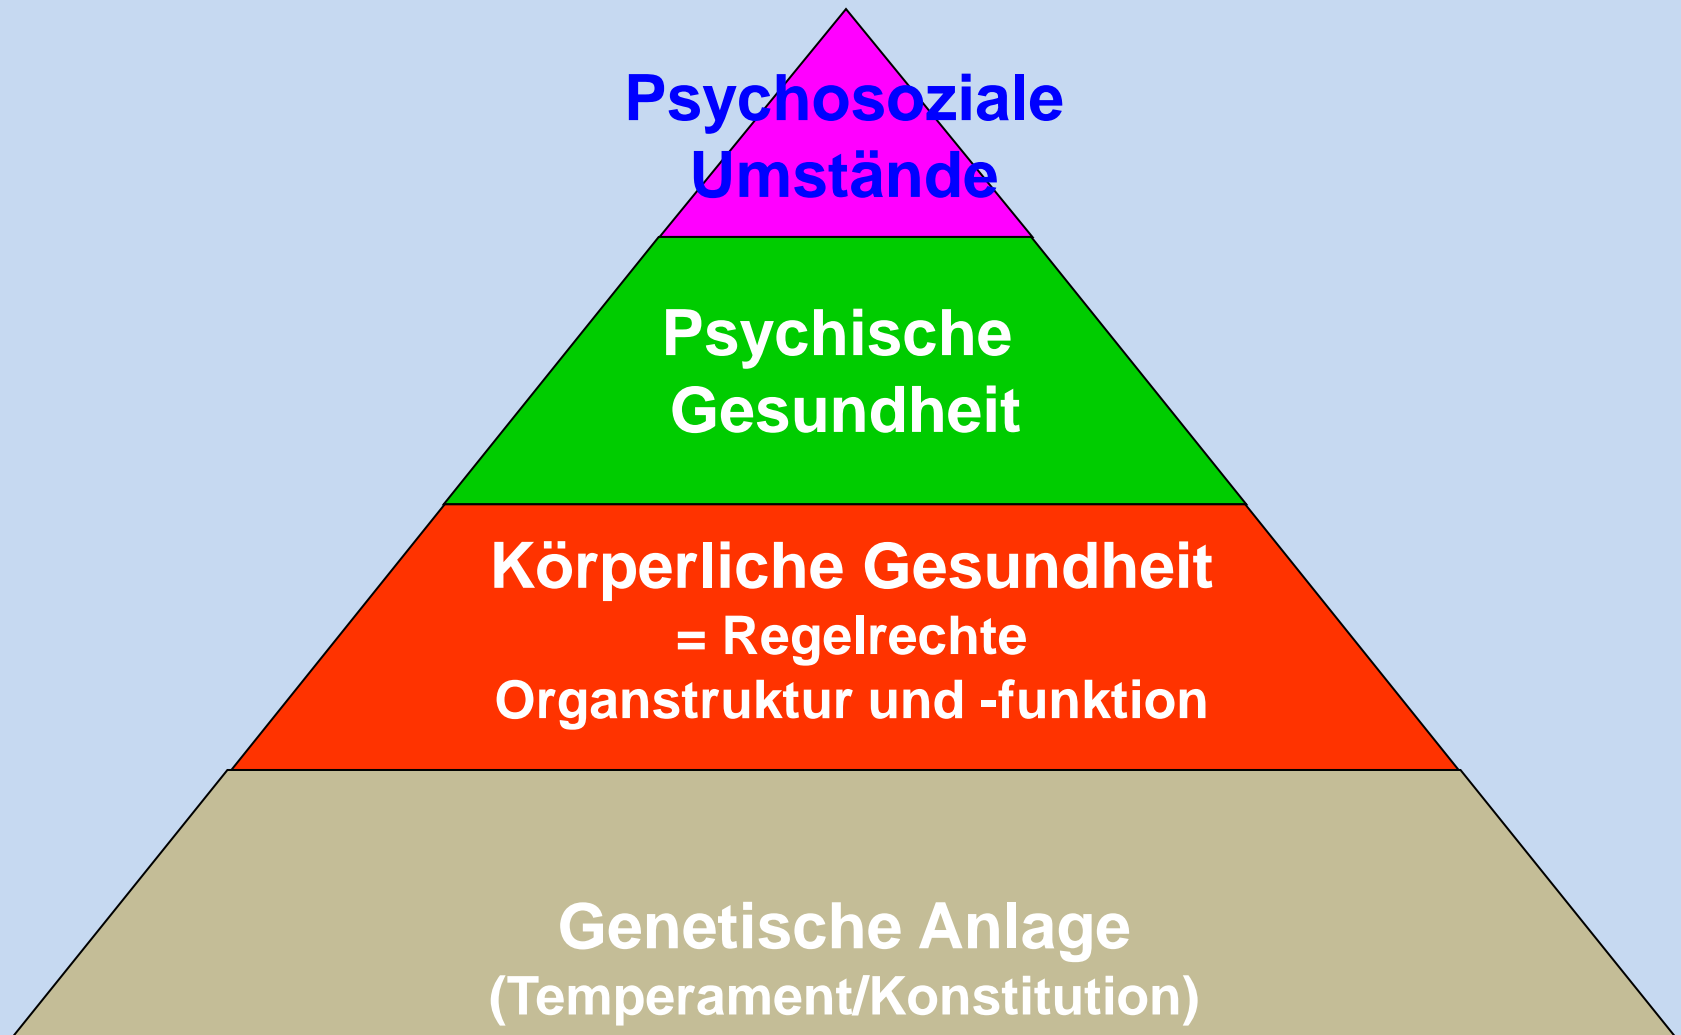 Psychosoziale
Umstände
Psychische
Gesundheit
Körperliche Gesundheit
= Regelrechte
Organstruktur und -funktion
Genetische Anlage
(Temperament/Konstitution)